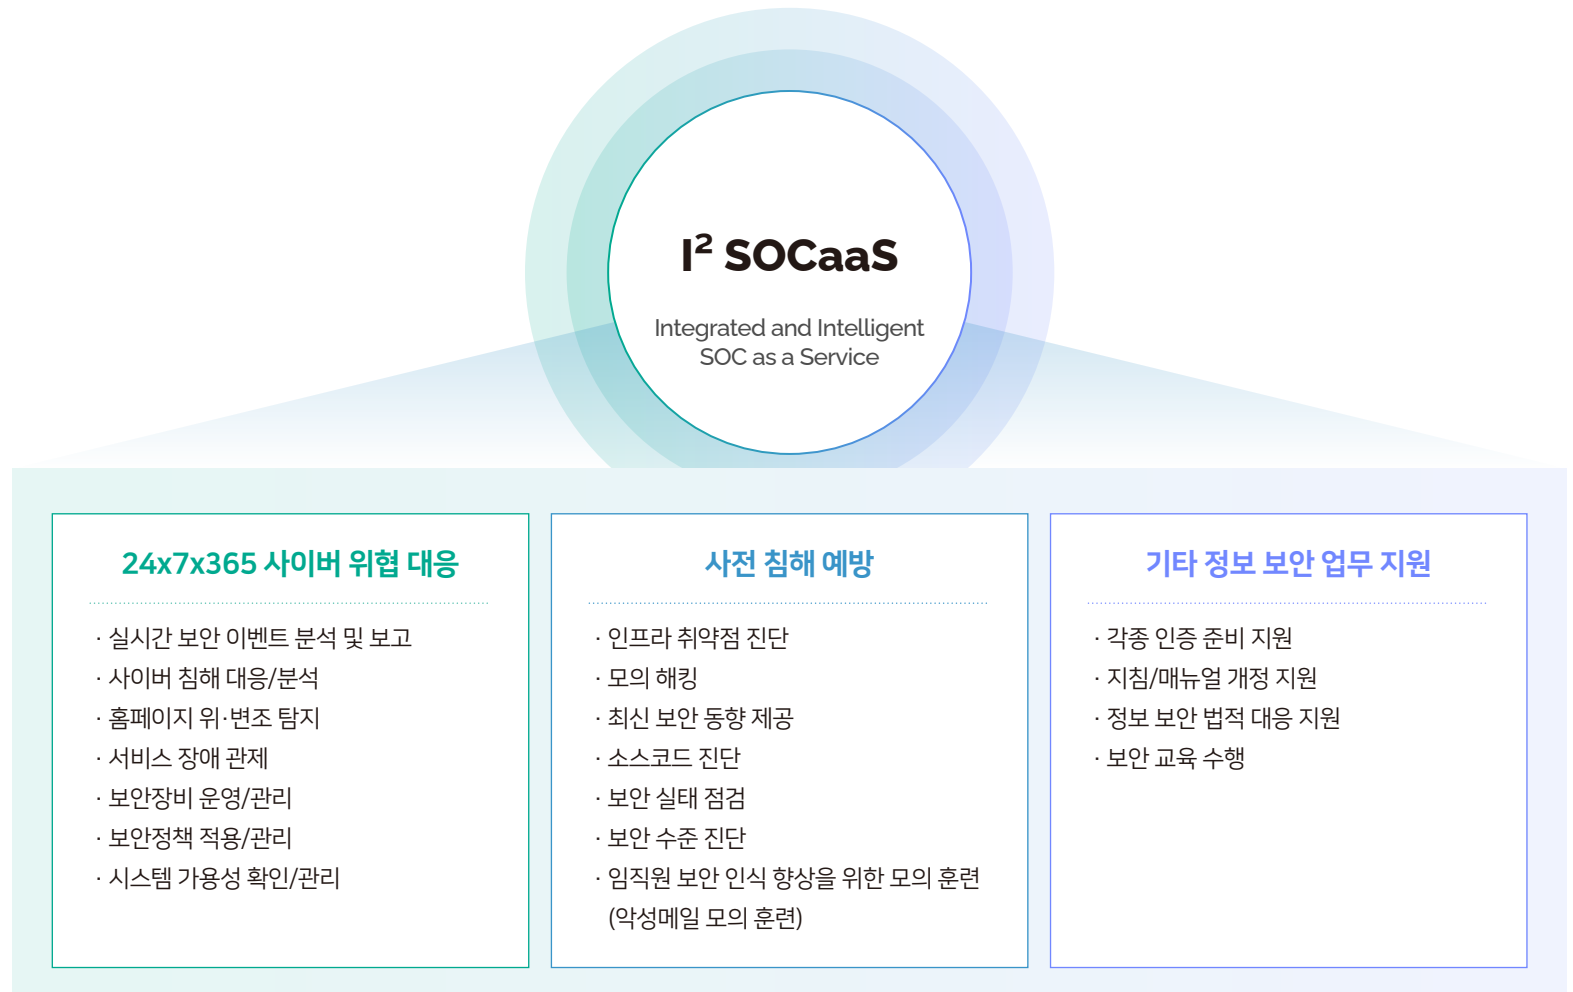 I² SOCaaS
Integrated and Intelligent
SOC as a Service
24x7x365 사이버 위협 대응
· 실시간 보안 이벤트 분석 및 보고
· 사이버 침해 대응/분석
· 홈페이지 위·변조 탐지
· 서비스 장애 관제
· 보안장비 운영/관리
· 보안정책 적용/관리
· 시스템 가용성 확인/관리
사전 침해 예방
· 인프라 취약점 진단
· 모의 해킹
· 최신 보안 동향 제공
· 소스코드 진단
· 보안 실태 점검
· 보안 수준 진단
· 임직원 보안 인식 향상을 위한 모의 훈련
(악성메일 모의 훈련)
기타 정보 보안 업무 지원
· 각종 인증 준비 지원
· 지침/매뉴얼 개정 지원
· 정보 보안 법적 대응 지원
· 보안 교육 수행